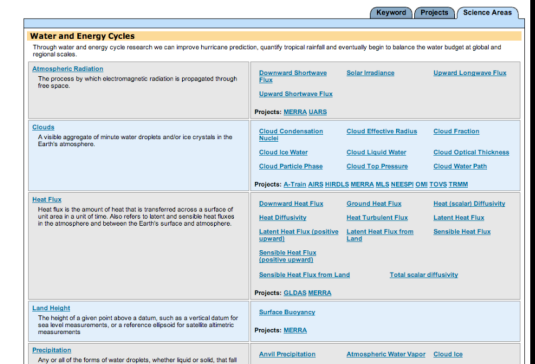 Keyword Projects Science Areas
Water and Energy Cycles
Through water and energy cycle research we can improve hurricane prediction, quantify tropical rainfall and eventually begin to balance the water budget at global and
regional scales.
Atmospheric Radiation
The process by which electromagnetic radiation is propagated through
free space.
Downward Shortwave Flux Solar Irradiance Upward Longwave Flux
Upward Shortwave Flux
Projects: MERRA UARS
Clouds
A visible aggregate of minute water droplets and/or ice crystals in the
Earth's atmosphere.
Cloud Condensation Nuclei Cloud Effective Radius Cloud Fraction
Cloud Ice Water Cloud Liquid Water Cloud Optical Thickness
Cloud Particle Phase Cloud Top Pressure Cloud Water Path
Projects: A-Train AIRS HIRDLS MERRA MLS NEESPI OMI TOVS TRMM
Heat Flux
Heat flux is the amount of heat that is transferred across a surface of
unit area in a unit of time. Also refers to latent and sensible heat fluxes
in the atmosphere and between the Earth's surface and atmosphere.
Downward Heat Flux Ground Heat Flux Heat (scalar) Diffusivity
Heat Diffusivity Heat Turbulent Flux Latent Heat Flux
Latent Heat Flux (positive upward) Latent Heat Flux from Land Sensible Heat Flux
Sensible Heat Flux (positive upward)
Sensible Heat Flux from Land Total scalar diffusivity
Projects: GLDAS MERRA
Land Height
The height of a given point above a datum, such as a vertical datum for
sea level measurements, or a reference ellipsoid for satellite altimetric
measurements
Surface Buoyancy
Projects: MERRA
Precipitation
Any or all of the forms of water droplets, whether liquid or solid, that fall
Anvil Precipitation Atmospheric Water Vapor Cloud Ice